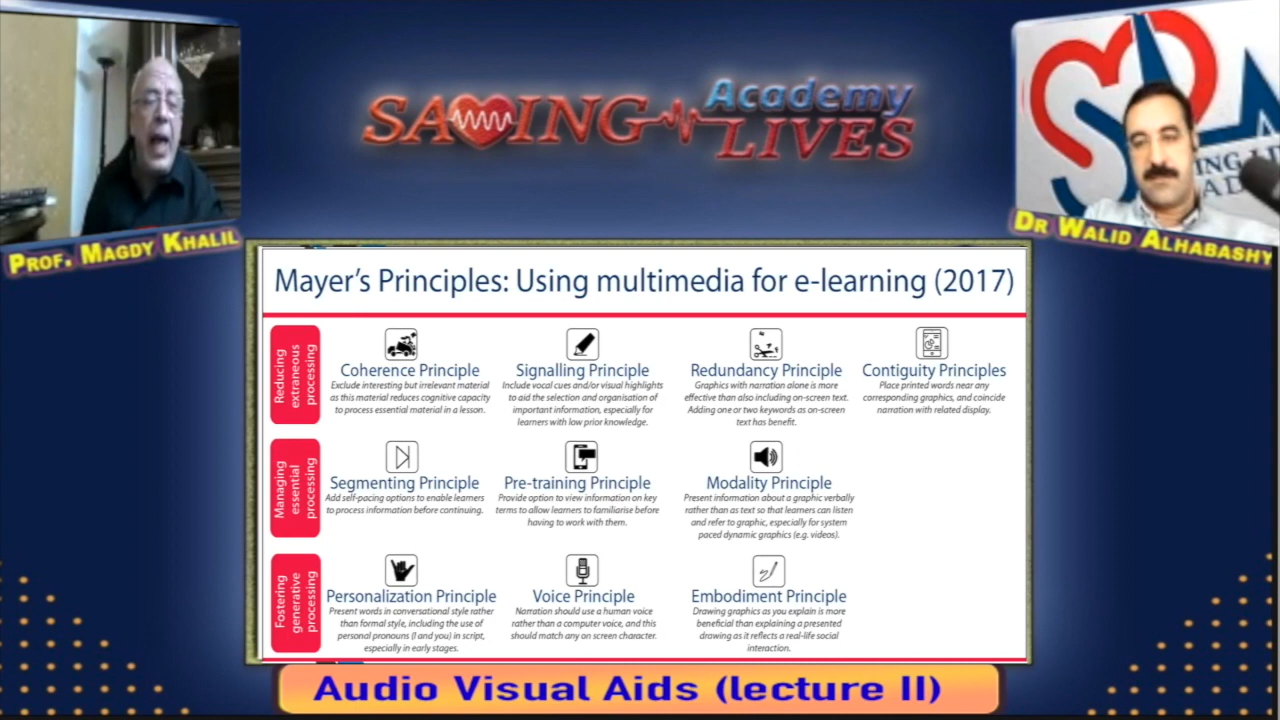 SAVING Academy LIVES
PROF. MAGDY KHALIL
DR WALID ALHABASHY
Mayer's Principles: Using multimedia for e-learning (2017)
Reducing
extraneous
processing
Coherence Principle
Exclude interesting but irrelevant material
as this material reduces cognitive capacity
to process essential material in a lesson.
Signalling Principle
Include vocal cues and/or visual highlights
to aid the selection and organisation of
important information, especially for
learners with low prior knowledge.
Redundancy Principle
Graphics with narration alone is more
effective than also including on-screen text.
Adding one or two keywords as on-screen
text has benefit.
Contiguity Principles
Place printed words near any
corresponding graphics, and coincide
narration with related display.
Managing
essential
processing
Segmenting Principle
Add self-pacing options to enable learners
to process information before continuing.
Pre-training Principle
Provide option to view information on key
terms to allow learners to familiarise before
having to work with them.
Modality Principle
Present information about a graphic verbally
rather than as text so that learners can listen
and refer to graphic, especially for system
paced dynamic graphics (e.g. videos).
Fostering
generative
processing
Personalization Principle
Present words in conversational style rather
than formal style, including the use of
personal pronouns (I and you) in script,
especially in early stages.
Voice Principle
Narration should use a human voice
rather than a computer voice, and this
should match any on screen character.
Embodiment Principle
Drawing graphics as you explain is more
beneficial than explaining a presented
drawing as it reflects a real-life social
interaction.
Audio Visual Aids (lecture II)